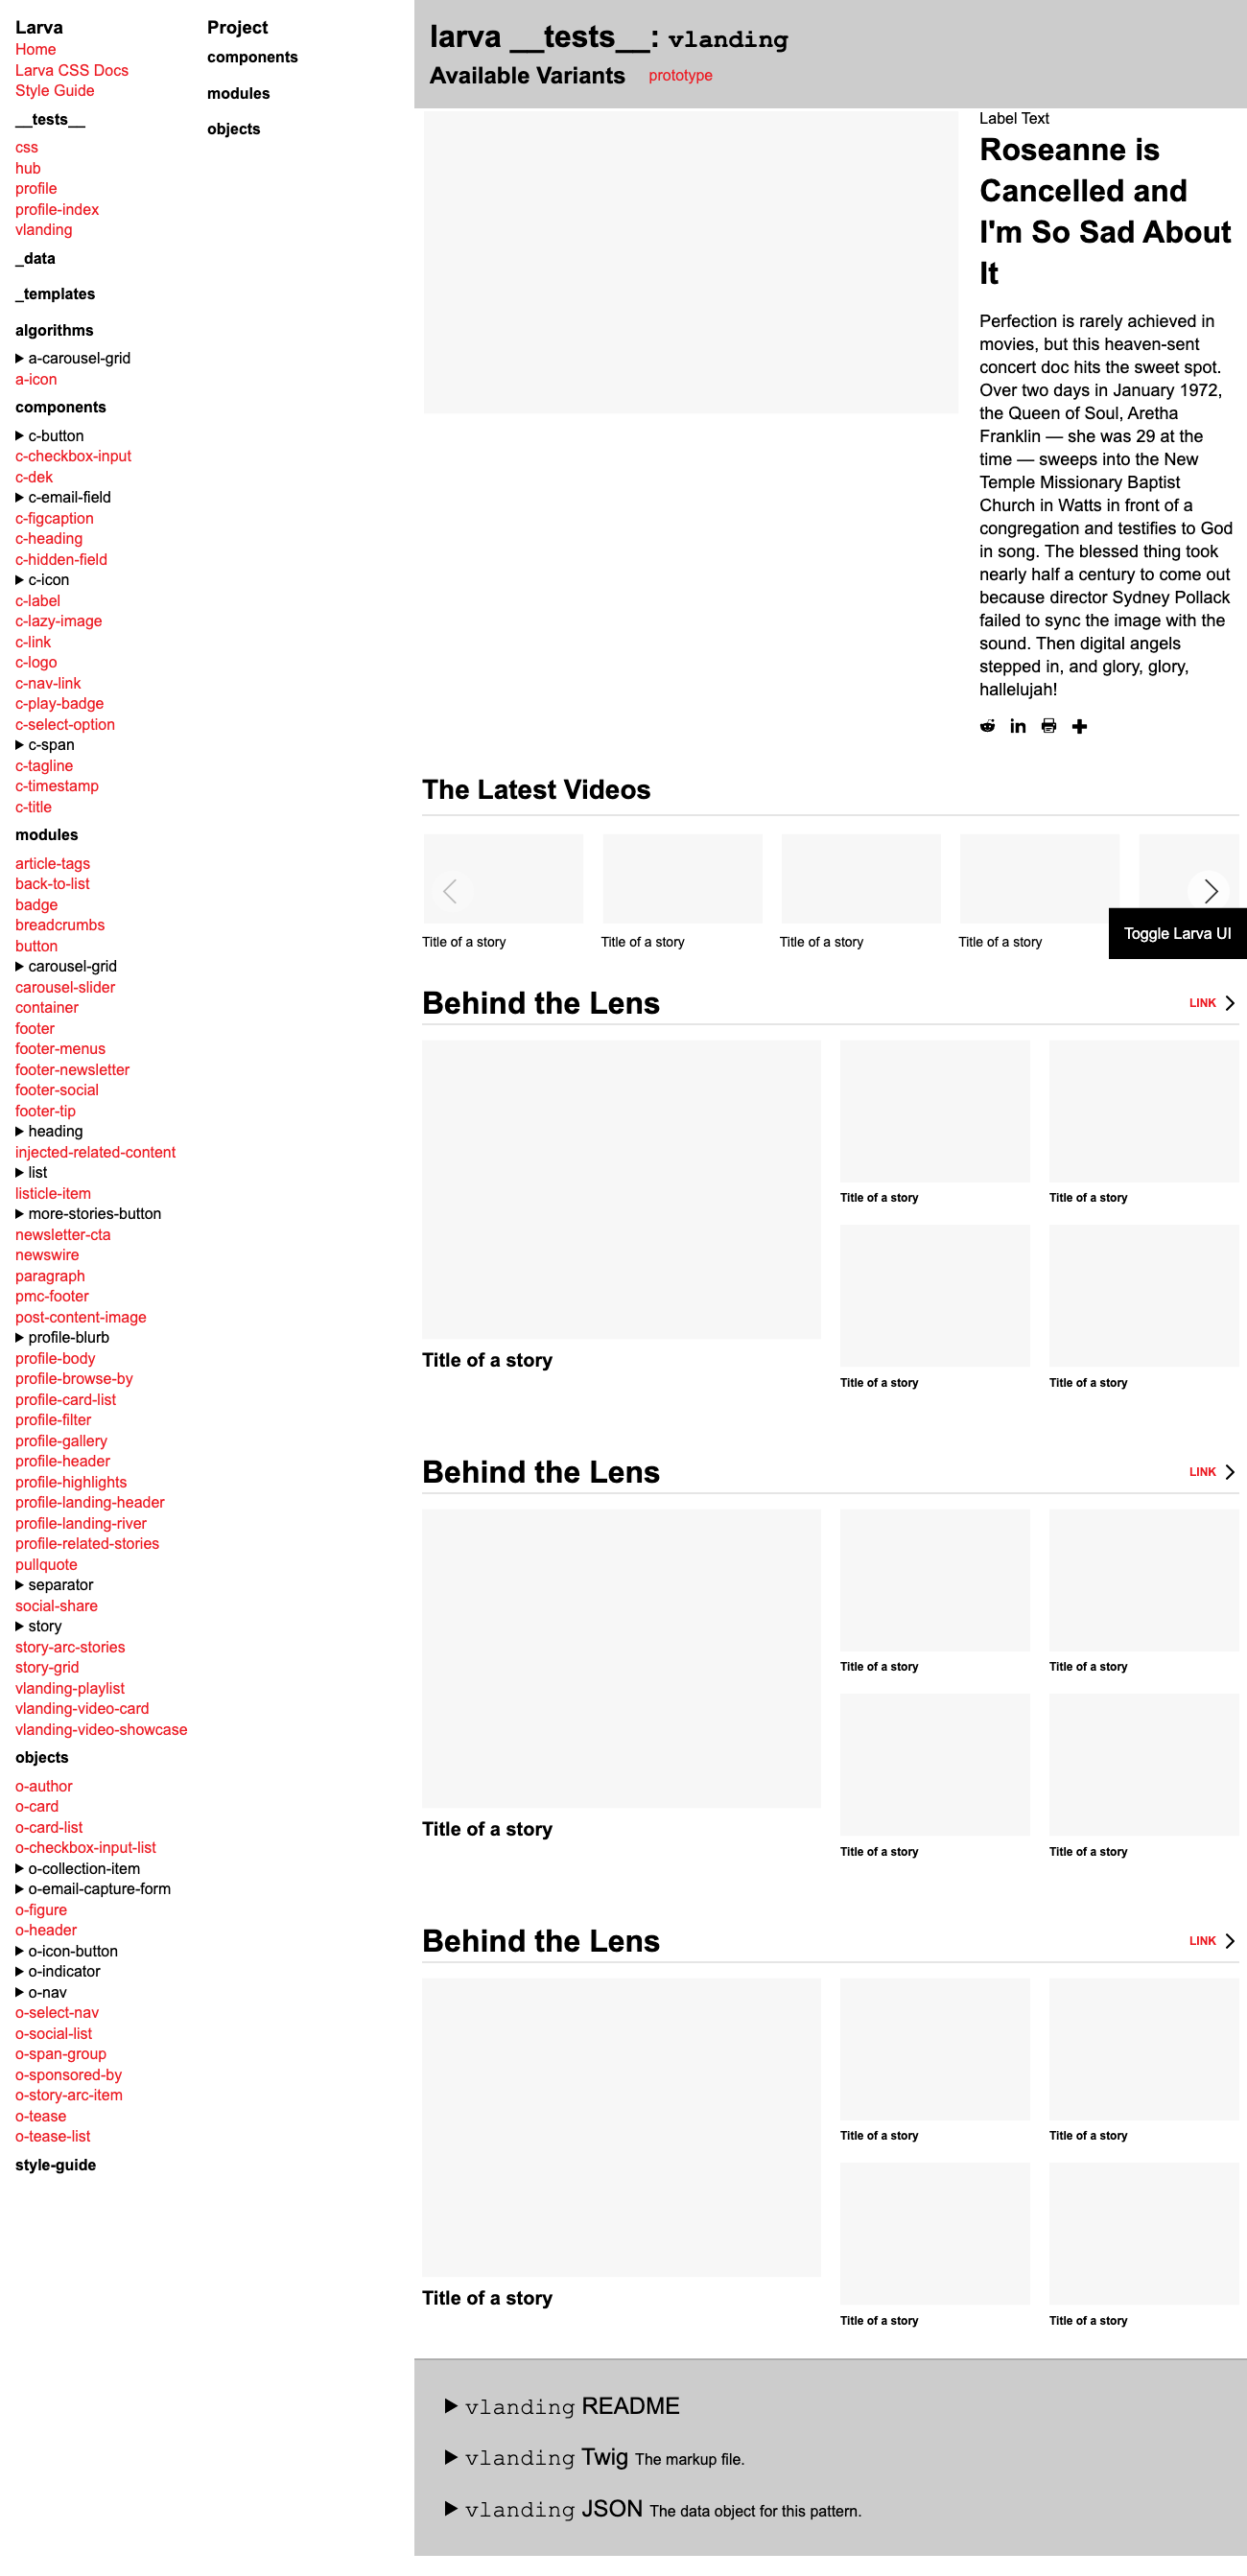 Larva
Home
Larva CSS Docs
Style Guide
__tests__
css
hub
profile
profile-index
vlanding
_data
_templates
algorithms
a-carousel-grid
a-icon
components
c-button
c-checkbox-input
c-dek
c-email-field
c-figcaption
c-heading
c-hidden-field
c-icon
c-label
c-lazy-image
c-link
c-logo
c-nav-link
c-play-badge
c-select-option
c-span
c-tagline
c-timestamp
c-title
modules
article-tags
back-to-list
badge
breadcrumbs
button
carousel-grid
carousel-slider
container
footer
footer-menus
footer-newsletter
footer-social
footer-tip
heading
injected-related-content
list
listicle-item
more-stories-button
newsletter-cta
newswire
paragraph
pmc-footer
post-content-image
profile-blurb
profile-body
profile-browse-by
profile-card-list
profile-filter
profile-gallery
profile-header
profile-highlights
profile-landing-header
profile-landing-river
profile-related-stories
pullquote
separator
social-share
story
story-arc-stories
story-grid
vlanding-playlist
vlanding-video-card
vlanding-video-showcase
objects
o-author
o-card
o-card-list
o-checkbox-input-list
o-collection-item
o-email-capture-form
o-figure
o-header
o-icon-button
o-indicator
o-nav
o-select-nav
o-social-list
o-span-group
o-sponsored-by
o-story-arc-item
o-tease
o-tease-list
style-guide
Project
components
modules
objects
larva __tests__: vlanding
Available Variants prototype
Label Text
Roseanne is
Cancelled and
I'm So Sad About
It
Perfection is rarely achieved in
movies, but this heaven-sent
concert doc hits the sweet spot.
Over two days in January 1972,
the Queen of Soul, Aretha
Franklin — she was 29 at the
time — sweeps into the New
Temple Missionary Baptist
Church in Watts in front of a
congregation and testifies to God
in song. The blessed thing took
nearly half a century to come out
because director Sydney Pollack
failed to sync the image with the
sound. Then digital angels
stepped in, and glory, glory,
hallelujah!
The Latest Videos
Title of a story
Title of a story
Title of a story
Title of a story
Toggle Larva UI
Behind the Lens
LINK
Title of a story
Title of a story
Title of a story
Title of a story
Title of a story
Behind the Lens
LINK
Title of a story
Title of a story
Title of a story
Title of a story
Title of a story
Behind the Lens
LINK
Title of a story
Title of a story
Title of a story
Title of a story
Title of a story
vlanding README
vlanding Twig The markup file.
vlanding JSON The data object for this pattern.